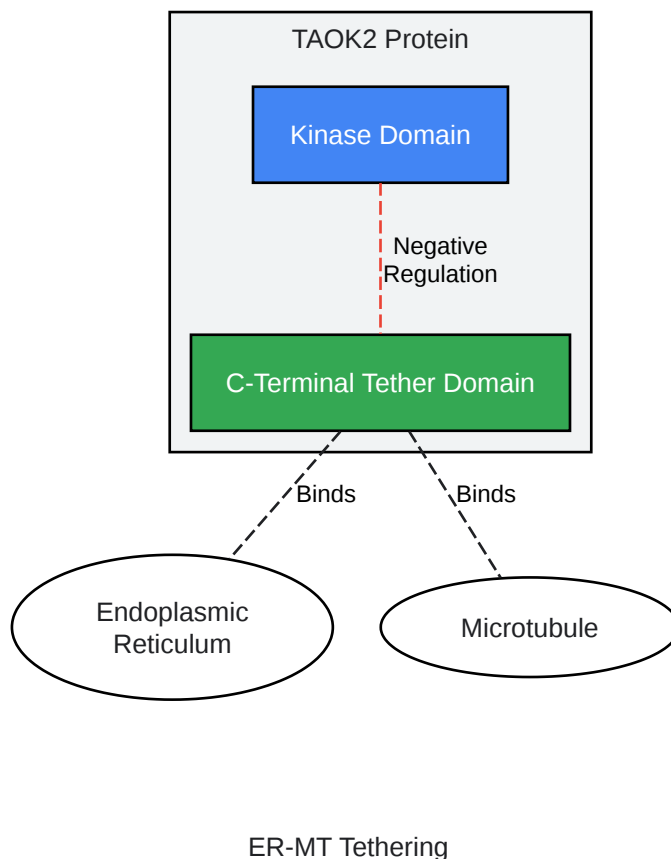 TAOK2 Protein
Kinase Domain
Negative
Regulation
C-Terminal Tether Domain
Binds
Binds
Endoplasmic
Reticulum
Microtubule
ER-MT Tethering